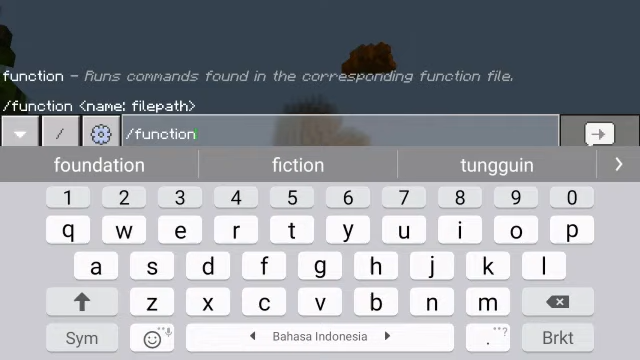 function - Runs commands found in the corresponding function file.
/function <name: filepath>
/ /function
foundation fiction tungguin >
1 2 3 4 5 6 7 8 9 0
q w e r t y u i o p
a s d f g h j k l
z x c v b n m
Sym Bahasa Indonesia . ,,? Brkt